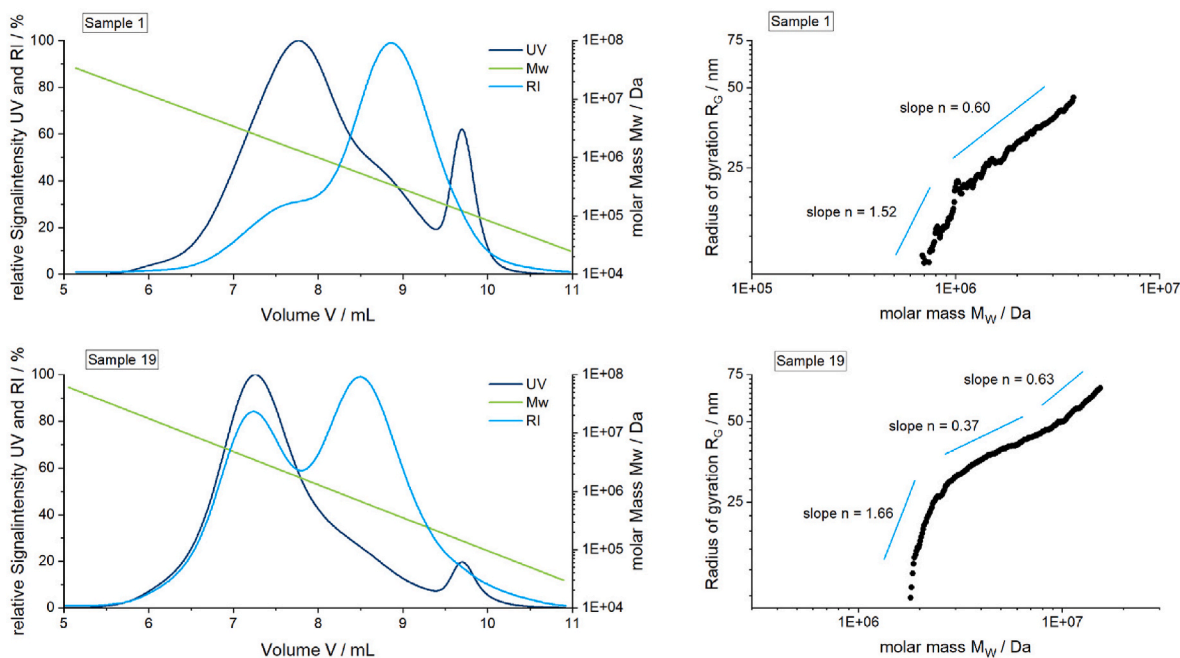 Sample 1
relative Signalintensity UV and RI / %
100
80
60
40
20
0
5
6
7
8
9
10
11
Volume V / mL
UV
Mw
RI
1E+08
1E+07
1E+06
1E+05
1E+04
molar Mass Mw / Da
Sample 1
Radius of gyration R_G / nm
75
50
25
slope n = 0.60
slope n = 1.52
1E+05
1E+06
1E+07
molar mass M_W / Da
Sample 19
relative Signalintensity UV and RI / %
100
80
60
40
20
0
5
6
7
8
9
10
11
Volume V / mL
UV
Mw
RI
1E+08
1E+07
1E+06
1E+05
1E+04
molar Mass Mw / Da
Sample 19
Radius of gyration R_G / nm
75
50
25
slope n = 0.63
slope n = 0.37
slope n = 1.66
1E+06
1E+07
molar mass M_W / Da